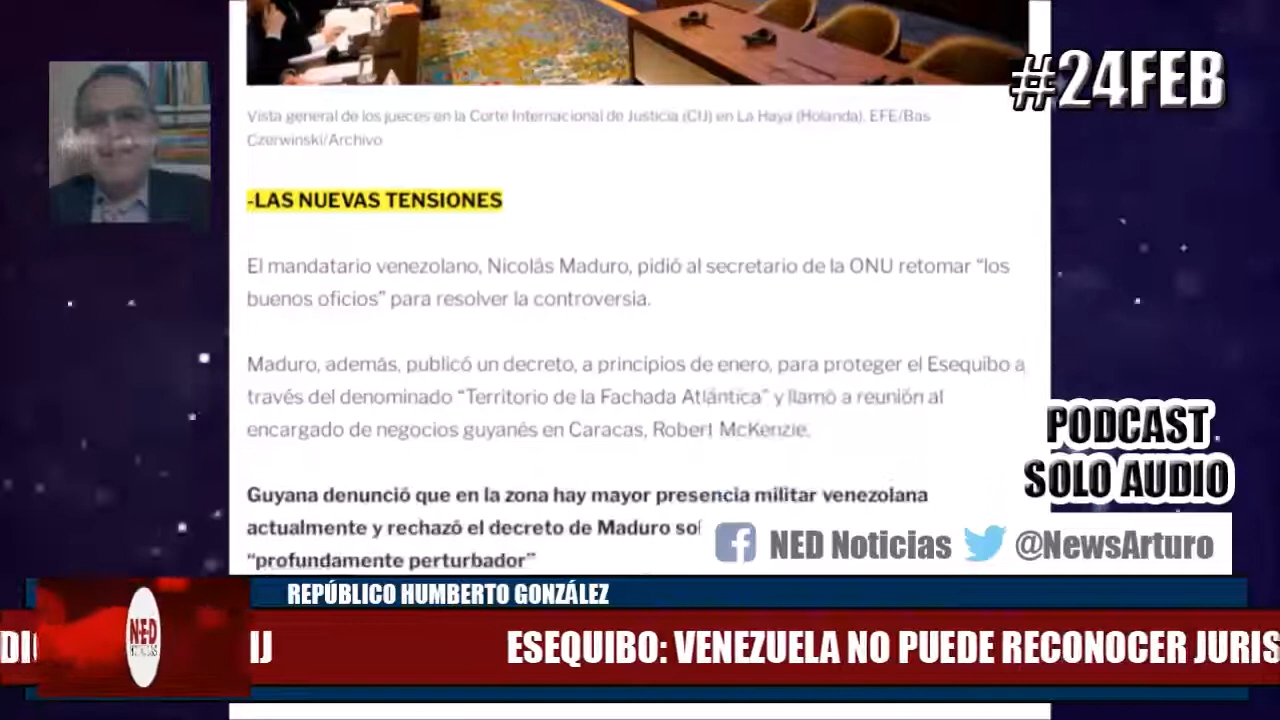 #24FEB
Vista general de los jueces en la Corte Internacional de Justicia (CIJ) en La Haya (Holanda). EFE/Bas
Czerwinski/Archivo
-LAS NUEVAS TENSIONES
El mandatario venezolano, Nicolás Maduro, pidió al secretario de la ONU retomar “los
buenos oficios” para resolver la controversia.
Maduro, además, publicó un decreto, a principios de enero, para proteger el Esequibo a
través del denominado “Territorio de la Fachada Atlántica” y llamó a reunión al
encargado de negocios guyanés en Caracas, Robert McKenzie.
PODCAST
SOLO AUDIO
Guyana denunció que en la zona hay mayor presencia militar venezolana
actualmente y rechazó el decreto de Maduro
“profundamente perturbador”
NED Noticias @NewsArturo
REPÚBLICO HUMBERTO GONZÁLEZ
N-E-D
NOTICIAS
ESEQUIBO: VENEZUELA NO PUEDE RECONOCER JURIS